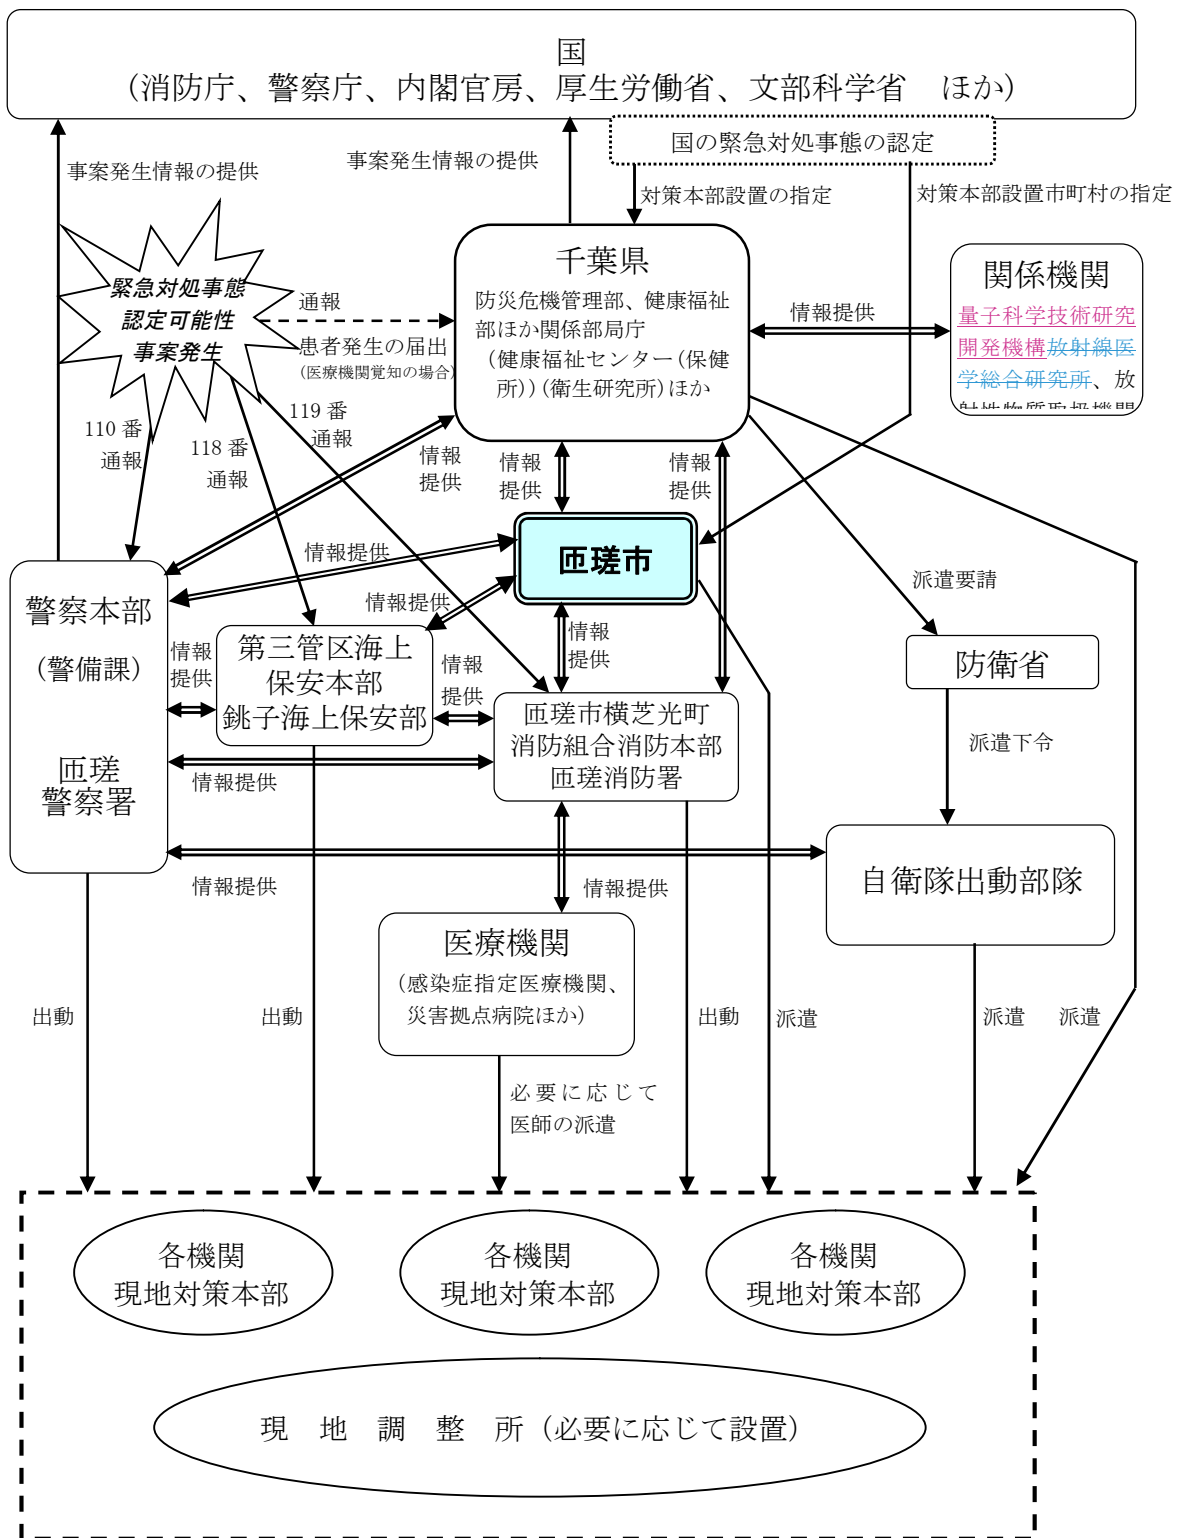 国
(消防庁、警察庁、内閣官房、厚生労働省、文部科学省　ほか)
国の緊急対処事態の認定
事案発生情報の提供
事案発生情報の提供
対策本部設置の指定
対策本部設置市町村の指定
緊急対処事態
認定可能性
事案発生
通報
患者発生の届出
(医療機関覚知の場合)
千葉県
防災危機管理部、健康福祉
部ほか関係部局庁
(健康福祉センター(保健
所))(衛生研究所)ほか
情報提供
関係機関
量子科学技術研究
開発機構放射線医
学総合研究所、放
射性物質取扱機関
110 番
通報
118 番
通報
119 番
通報
情報
提供
情報
提供
情報
提供
匝瑳市
情報提供
情報提供
情報
提供
派遣要請
警察本部
(警備課)
匝瑳
警察署
情報
提供
第三管区海上
保安本部
銚子海上保安部
情報
提供
匝瑳市横芝光町
消防組合消防本部
匝瑳消防署
防衛省
派遣下令
情報提供
情報提供
情報提供
自衛隊出動部隊
医療機関
(感染症指定医療機関、
災害拠点病院ほか)
出動
出動
出動
派遣
派遣
派遣
必要に応じて
医師の派遣
各機関
現地対策本部
各機関
現地対策本部
各機関
現地対策本部
現　地　調　整　所（必要に応じて設置）